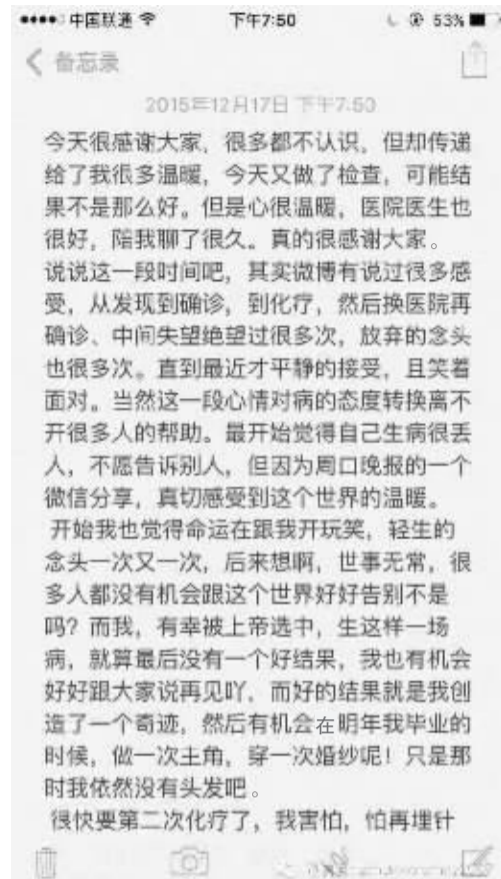 中国联通 下午7:50 53%
备忘录
2015年12月17日 下午7:50
今天很感谢大家，很多都不认识，但却传递
给了我很多温暖，今天又做了检查，可能结
果不是那么好。但是心很温暖，医院医生也
很好，陪我聊了很久。真的很感谢大家。
说说这一段时间吧，其实微博有说过很多感
受，从发现到确诊，到化疗，然后换医院再
确诊、中间失望绝望过很多次，放弃的念头
也很多次。直到最近才平静的接受，且笑着
面对。当然这一段心情对病的态度转换离不
开很多人的帮助。最开始觉得自己生病很丢
人，不愿告诉别人，但因为周口晚报的一个
微信分享，真切感受到这个世界的温暖。
开始我也觉得命运在跟我开玩笑，轻生的
念头一次又一次，后来想啊，世事无常，很
多人都没有机会跟这个世界好好告别不是
吗？而我，有幸被上帝选中，生这样一场
病，就算最后没有一个好结果，我也有机会
好好跟大家说再见吖，而好的结果就是我创
造了一个奇迹，然后有机会在明年我毕业的
时候，做一次主角，穿一次婚纱呢！只是那
时我依然没有头发吧。
很快要第二次化疗了，我害怕，怕再埋针